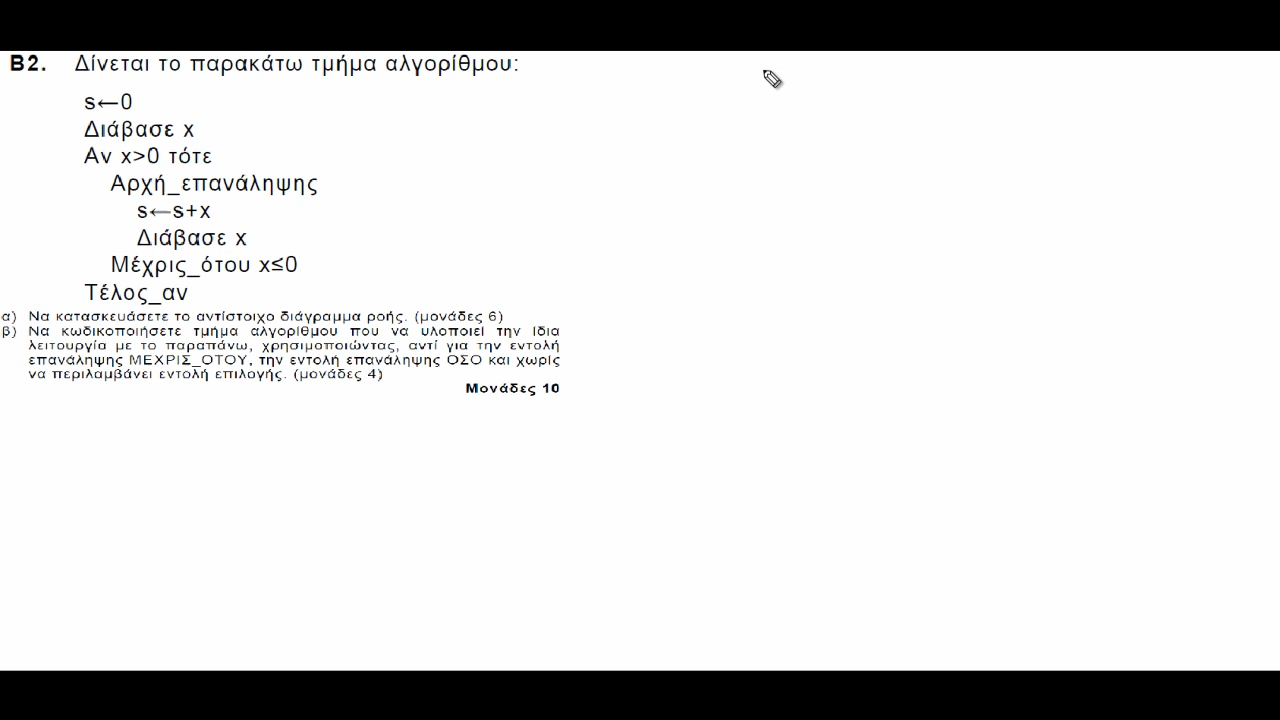 Β2. Δίνεται το παρακάτω τμήμα αλγορίθμου:
s←0
Διάβασε x
Αν x>0 τότε
Αρχή_επανάληψης
s←s+x
Διάβασε x
Μέχρις_ότου x≤0
Τέλος_αν
α) Να κατασκευάσετε το αντίστοιχο διάγραμμα ροής. (μονάδες 6)
β) Να κωδικοποιήσετε τμήμα αλγορίθμου που να υλοποιεί την ίδια
λειτουργία με το παραπάνω, χρησιμοποιώντας, αντί για την εντολή
επανάληψης ΜΕΧΡΙΣ_ΟΤΟΥ, την εντολή επανάληψης ΟΣΟ και χωρίς
να περιλαμβάνει εντολή επιλογής. (μονάδες 4)
Μονάδες 10